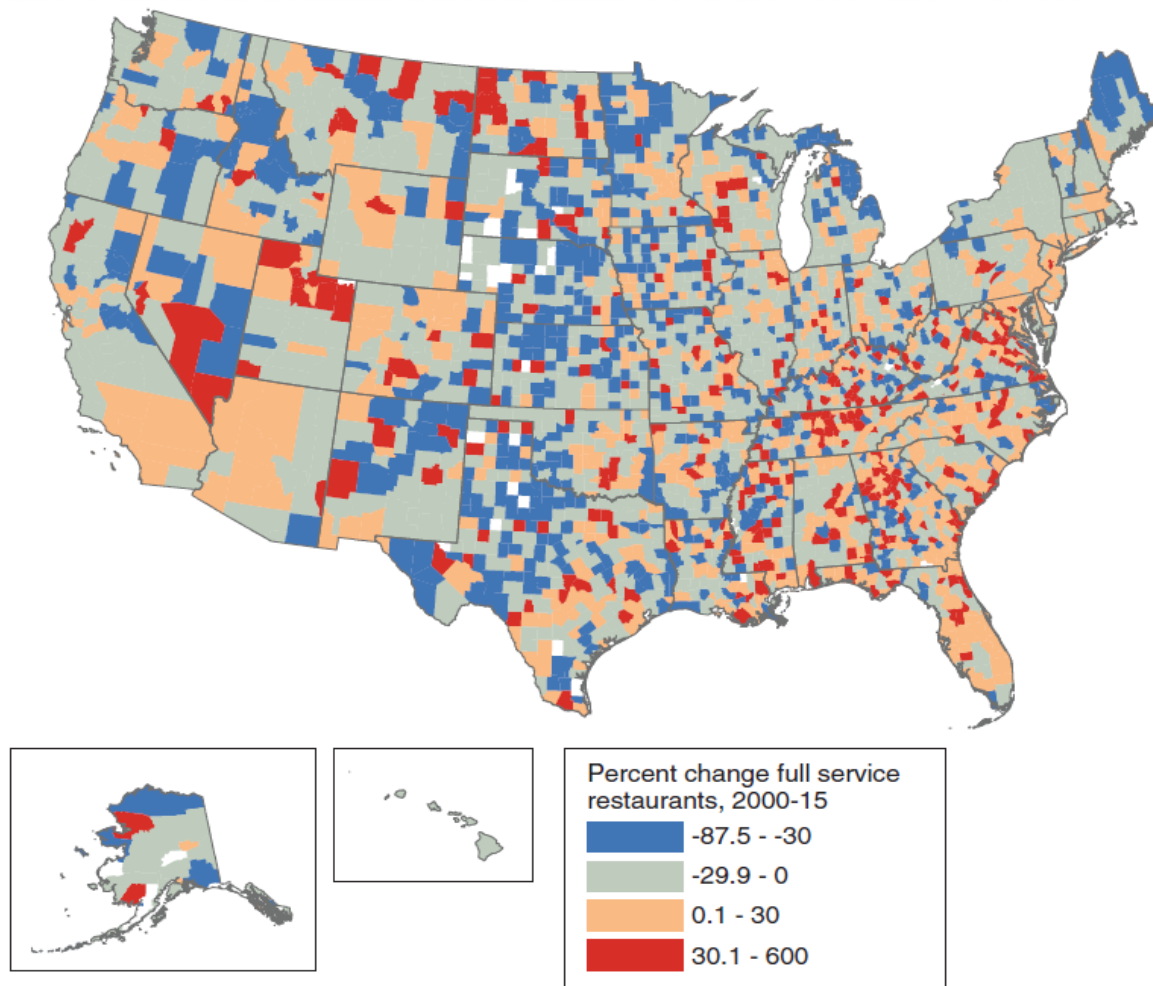 Percent change full service
restaurants, 2000-15
-87.5 - -30
-29.9 - 0
0.1 - 30
30.1 - 600